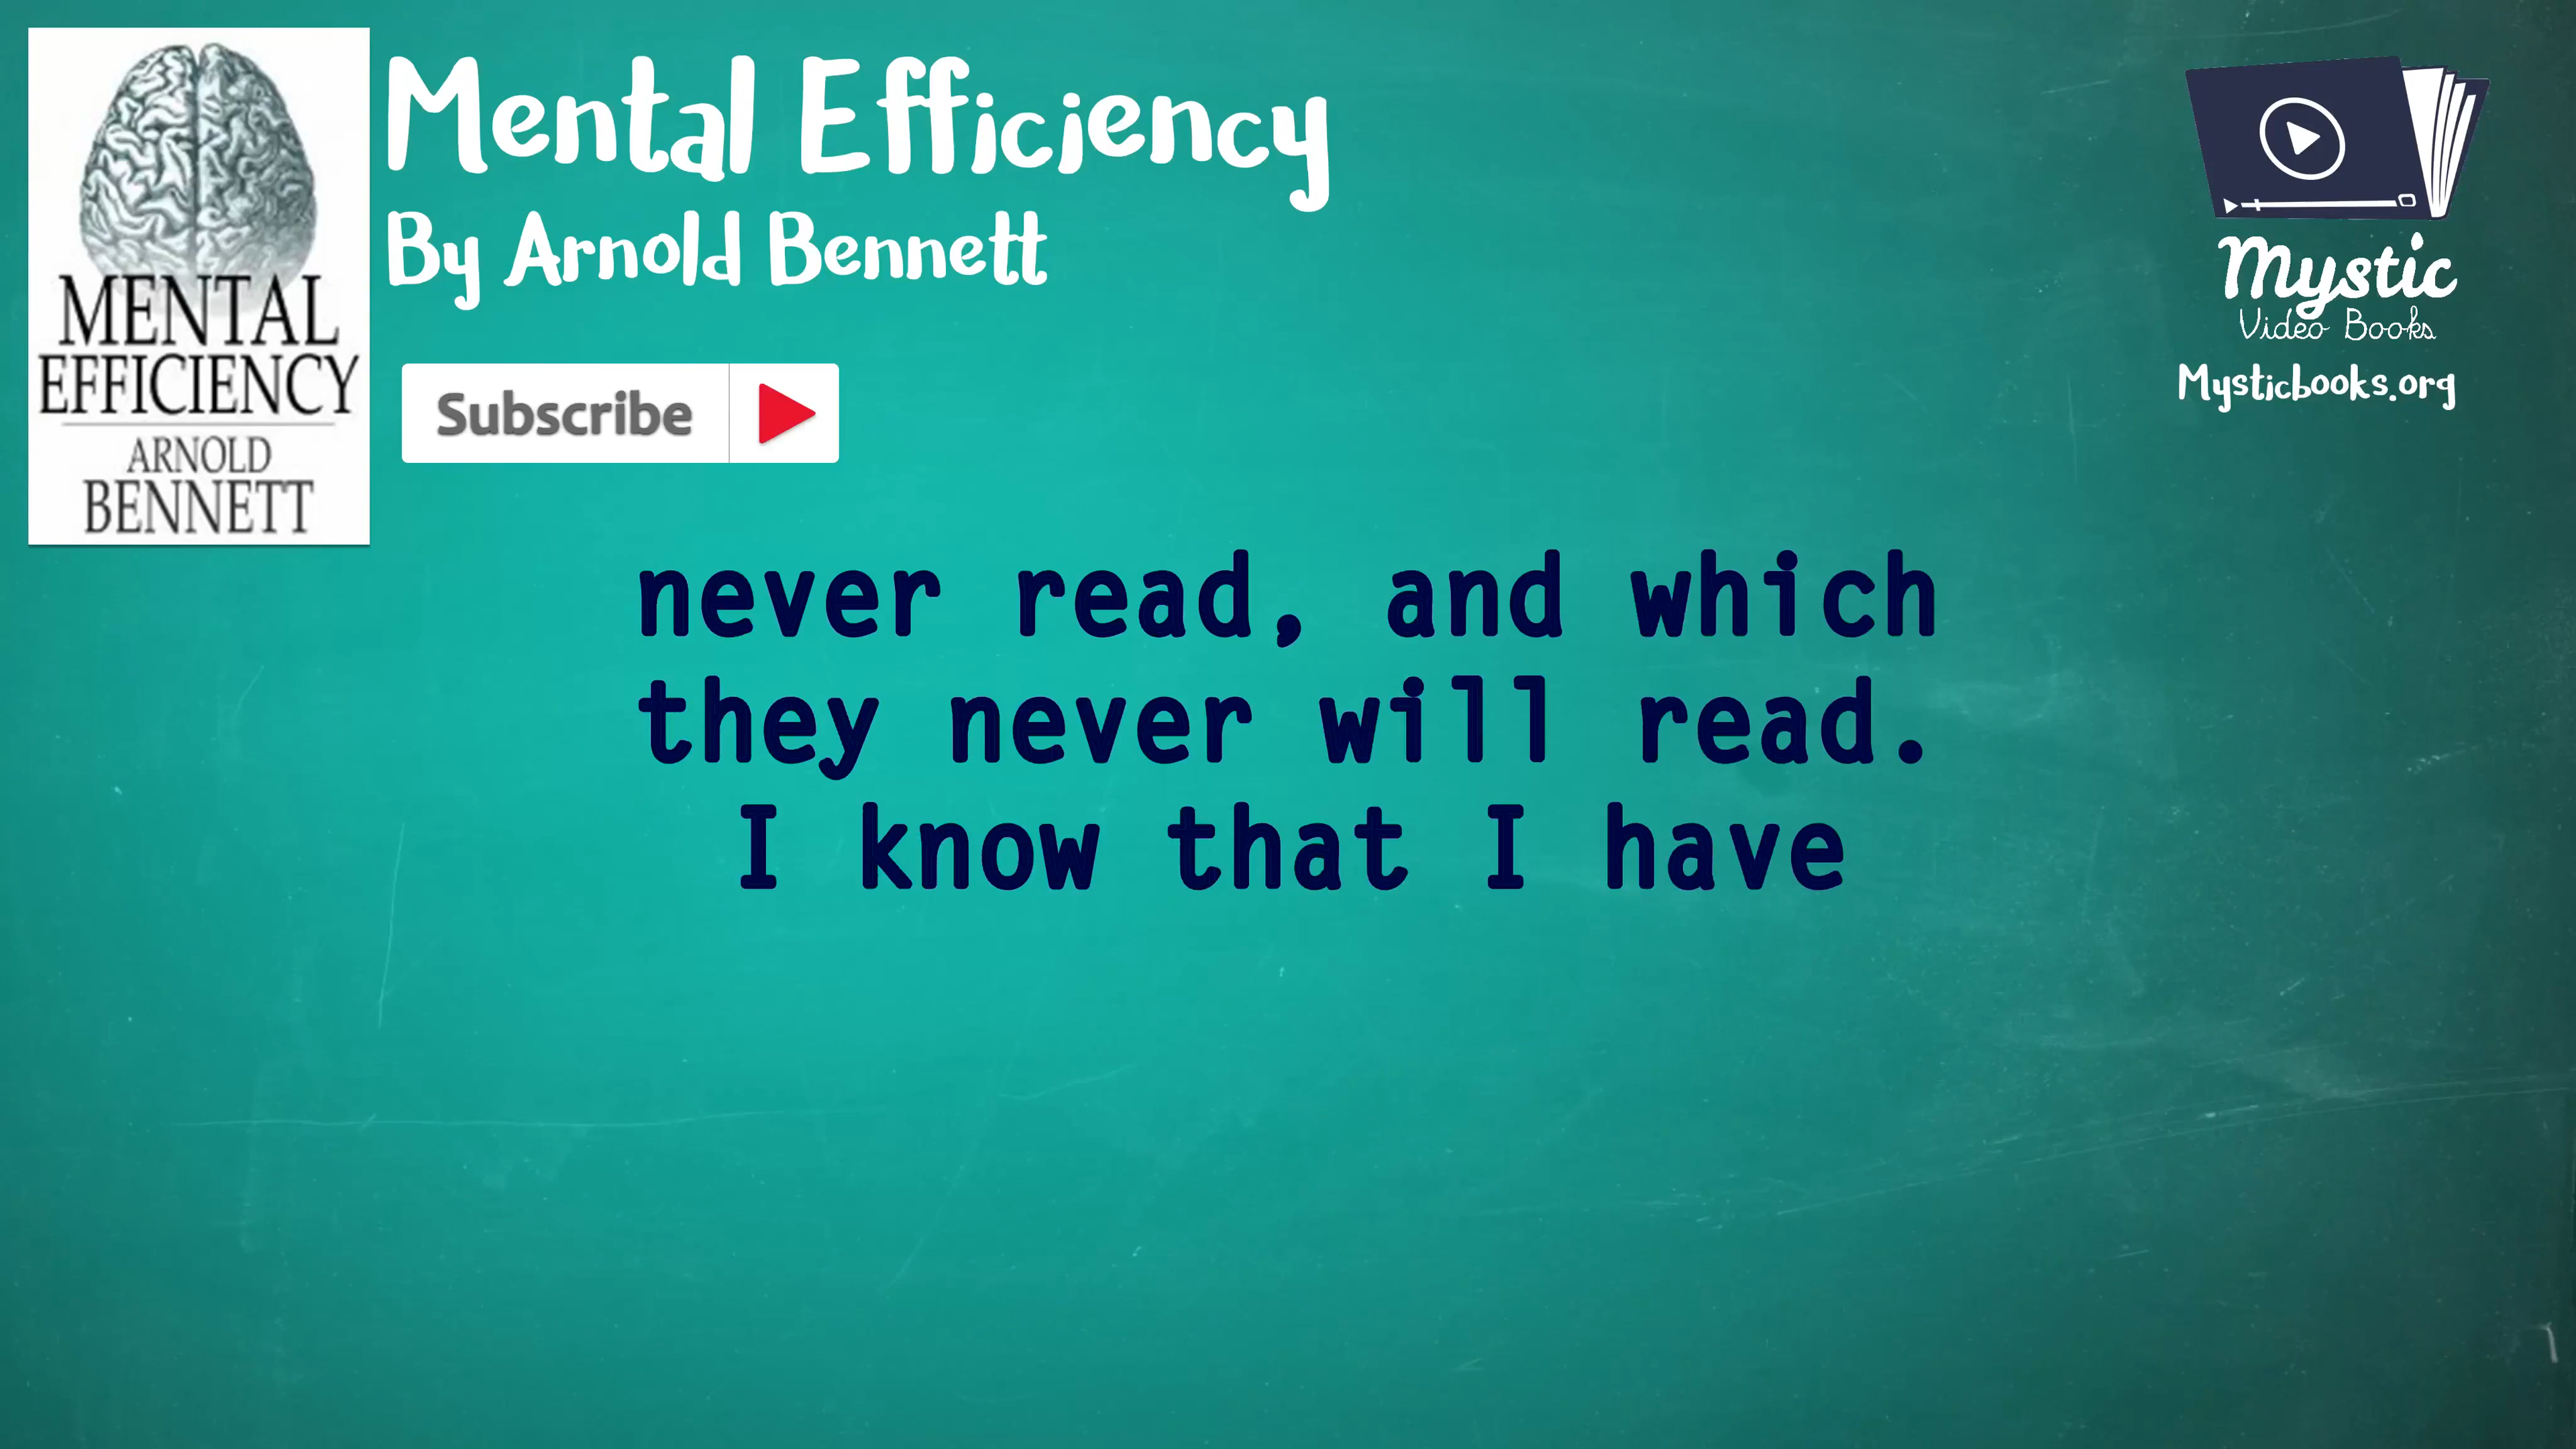 MENTAL
EFFICIENCY
ARNOLD
BENNETT
Mental Efficiency
By Arnold Bennett
Subscribe
Mystic
Video Books
Mysticbooks.org
never read, and which
they never will read.
I know that I have